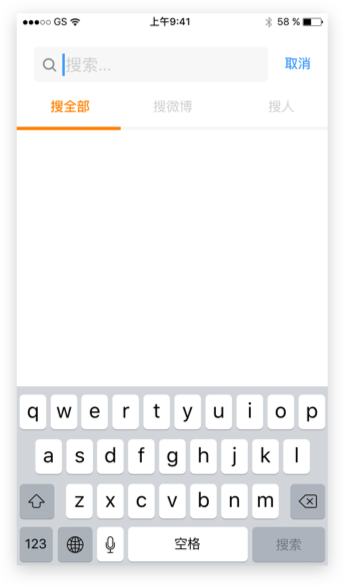 GS 上午9:41 58 %
搜索... 取消
搜全部 搜微博 搜人
q w e r t y u i o p
a s d f g h j k l
z x c v b n m
123 空格 搜索